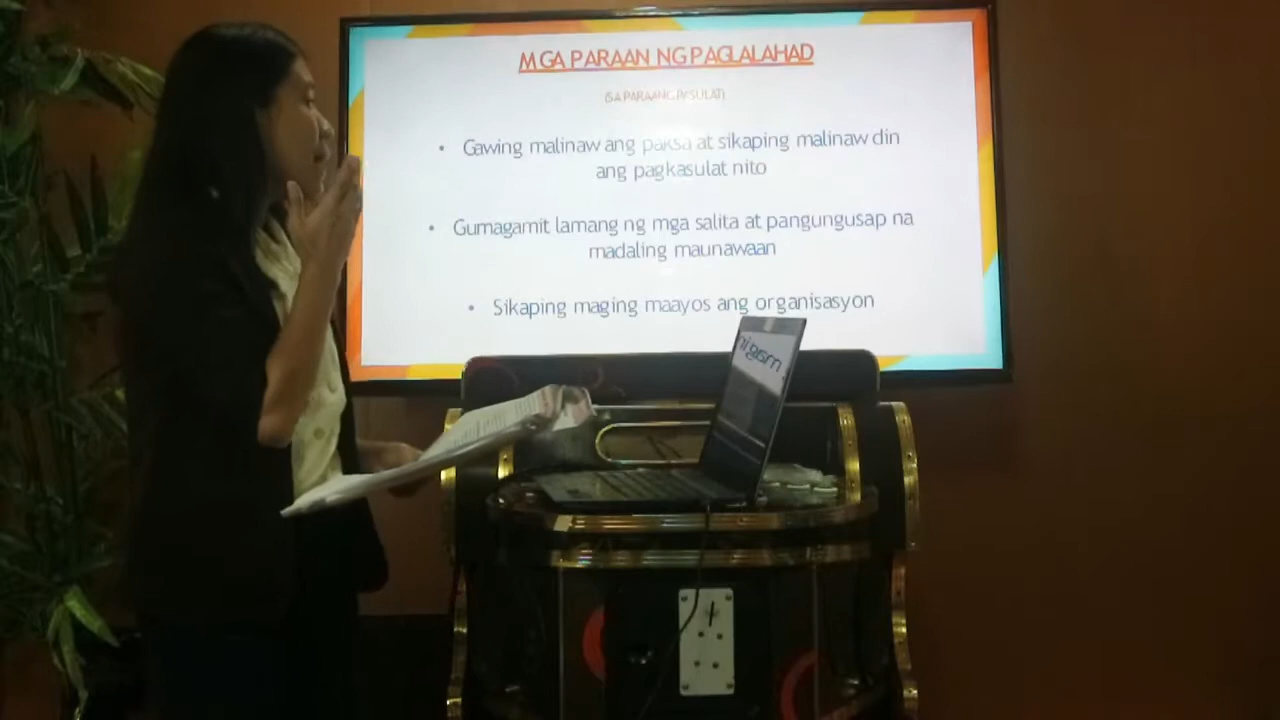 MGA PARAAN NG PAGLALAHAD
(SA PARAANG PASULAT)
• Gawing malinaw ang paksa at sikaping malinaw din
ang pagkasulat nito
• Gumagamit lamang ng mga salita at pangungusap na
madaling maunawaan
• Sikaping maging maayos ang organisasyon